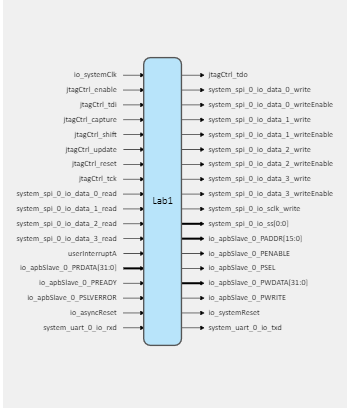 io_systemClk
jtagCtrl_enable
jtagCtrl_tdi
jtagCtrl_capture
jtagCtrl_shift
jtagCtrl_update
jtagCtrl_reset
jtagCtrl_tck
system_spi_0_io_data_0_read
system_spi_0_io_data_1_read
system_spi_0_io_data_2_read
system_spi_0_io_data_3_read
userInterruptA
io_apbSlave_0_PRDATA[31:0]
io_apbSlave_0_PREADY
io_apbSlave_0_PSLVERROR
io_asyncReset
system_uart_0_io_rxd
Lab1
jtagCtrl_tdo
system_spi_0_io_data_0_write
system_spi_0_io_data_0_writeEnable
system_spi_0_io_data_1_write
system_spi_0_io_data_1_writeEnable
system_spi_0_io_data_2_write
system_spi_0_io_data_2_writeEnable
system_spi_0_io_data_3_write
system_spi_0_io_data_3_writeEnable
system_spi_0_io_sclk_write
system_spi_0_io_ss[0:0]
io_apbSlave_0_PADDR[15:0]
io_apbSlave_0_PENABLE
io_apbSlave_0_PSEL
io_apbSlave_0_PWDATA[31:0]
io_apbSlave_0_PWRITE
io_systemReset
system_uart_0_io_txd